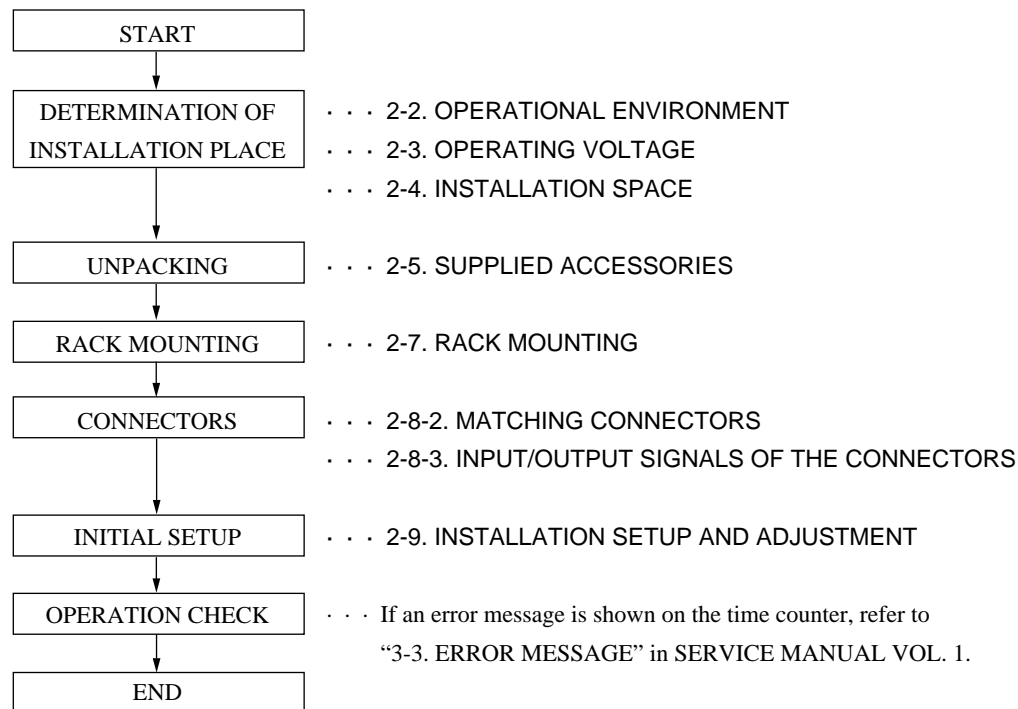 START
DETERMINATION OF
INSTALLATION PLACE
· · · 2-2. OPERATIONAL ENVIRONMENT
· · · 2-3. OPERATING VOLTAGE
· · · 2-4. INSTALLATION SPACE
UNPACKING
· · · 2-5. SUPPLIED ACCESSORIES
RACK MOUNTING
· · · 2-7. RACK MOUNTING
CONNECTORS
· · · 2-8-2. MATCHING CONNECTORS
· · · 2-8-3. INPUT/OUTPUT SIGNALS OF THE CONNECTORS
INITIAL SETUP
· · · 2-9. INSTALLATION SETUP AND ADJUSTMENT
OPERATION CHECK
· · · If an error message is shown on the time counter, refer to
“3-3. ERROR MESSAGE” in SERVICE MANUAL VOL. 1.
END